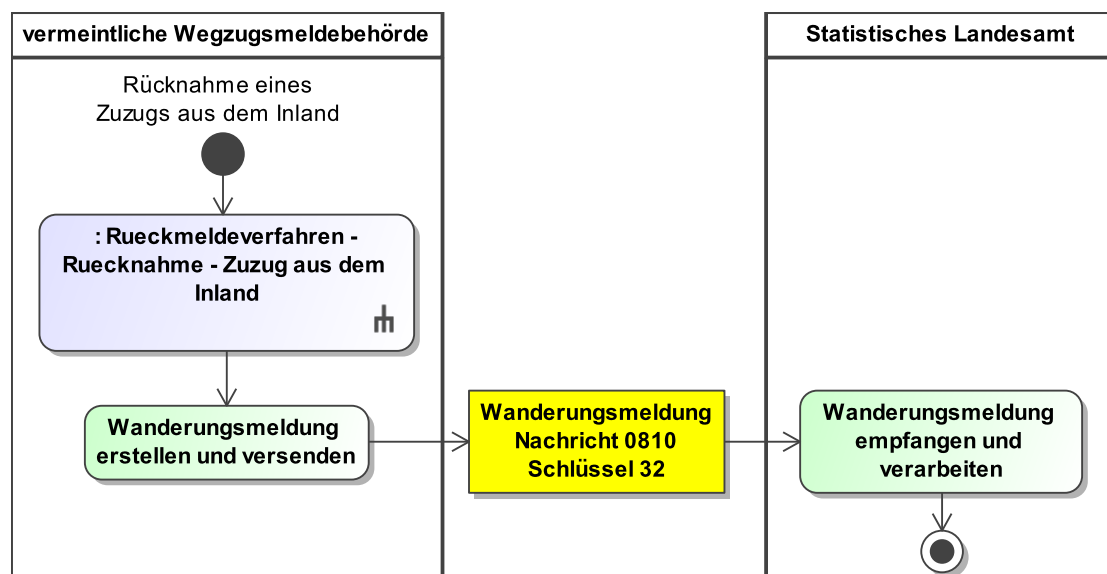 vermeintliche Wegzugsmeldebehörde
Statistisches Landesamt
Rücknahme eines
Zuzugs aus dem Inland
: Rueckmeldeverfahren -
Ruecknahme - Zuzug aus dem
Inland
Wanderungsmeldung
erstellen und versenden
Wanderungsmeldung
Nachricht 0810
Schlüssel 32
Wanderungsmeldung
empfangen und
verarbeiten